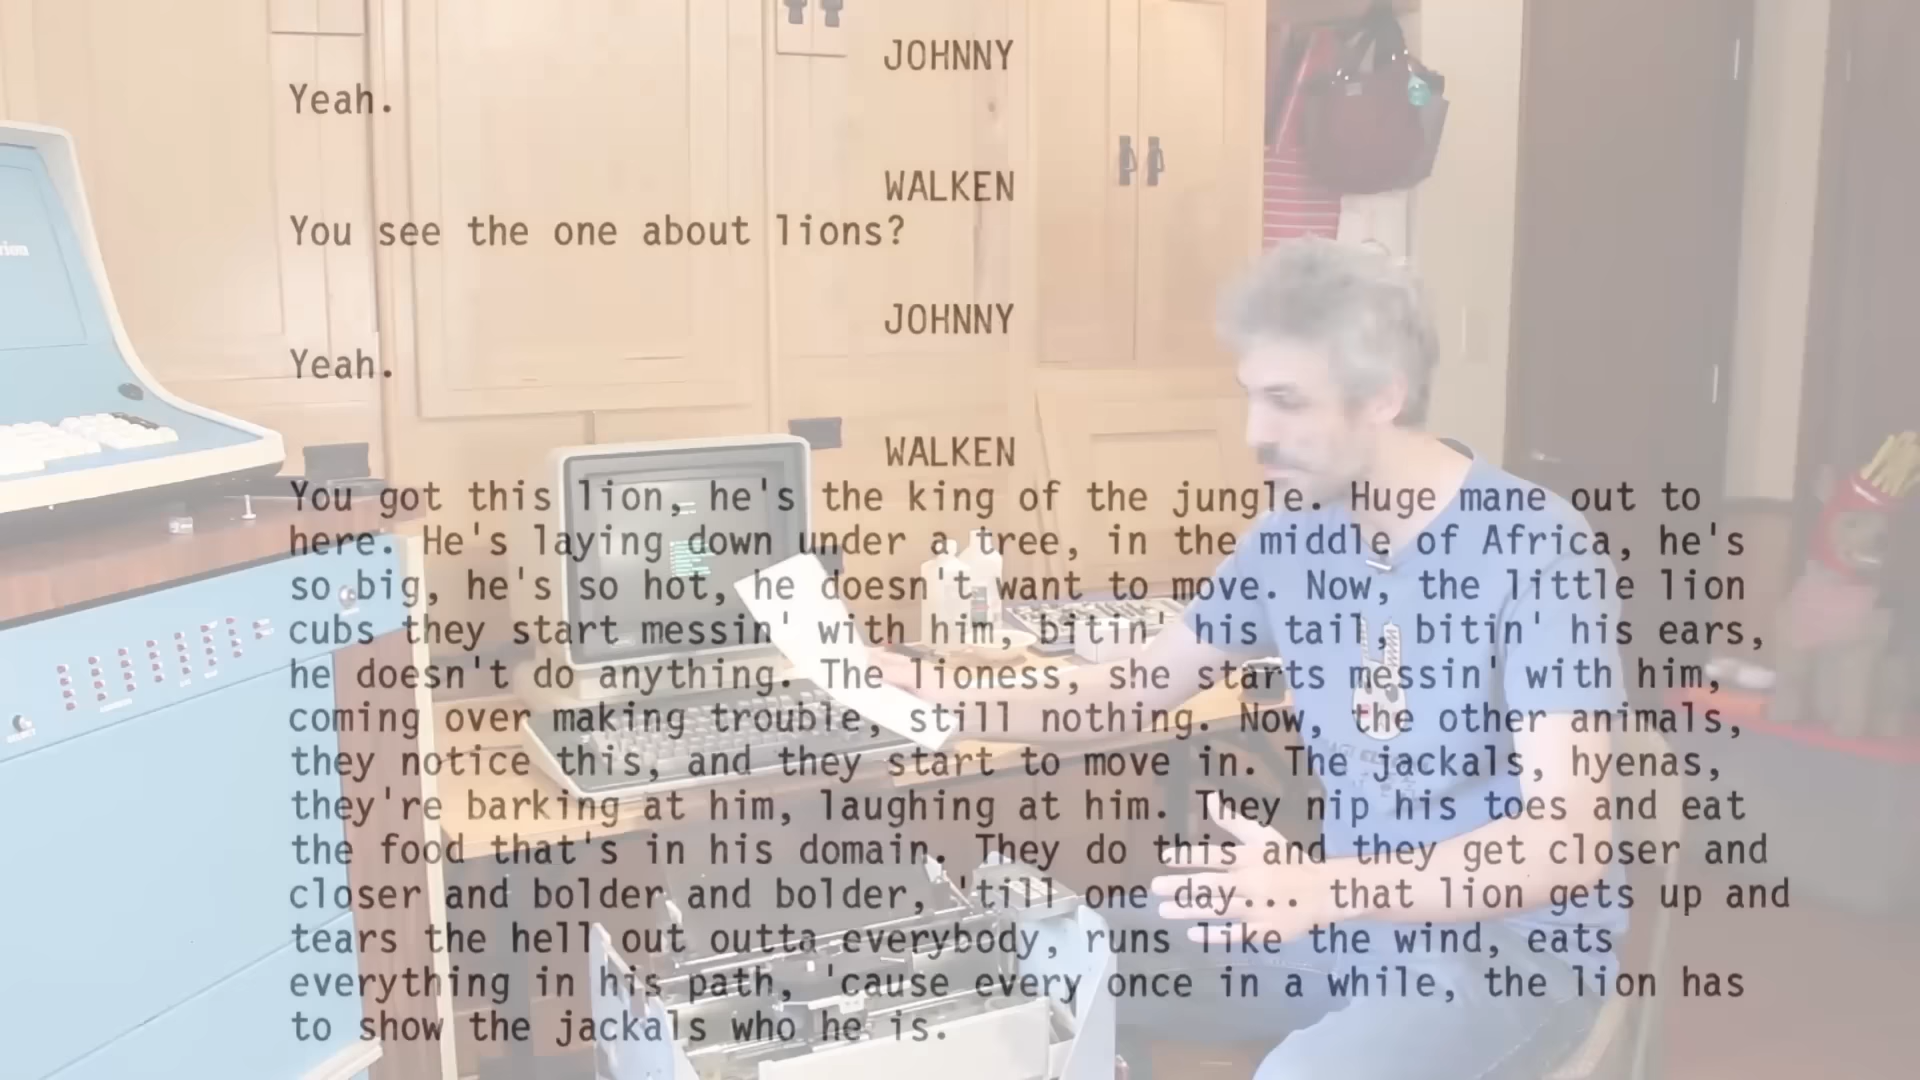 JOHNNY
Yeah.
WALKEN
You see the one about lions?
JOHNNY
Yeah.
WALKEN
You got this lion, he's the king of the jungle. Huge mane out to
here. He's laying down under a tree, in the middle of Africa, he's
so big, he's so hot, he doesn't want to move. Now, the little lion
cubs they start messin' with him, bitin' his tail, bitin' his ears,
he doesn't do anything. The lioness, she starts messin' with him,
coming over making trouble, still nothing. Now, the other animals,
they notice this, and they start to move in. The jackals, hyenas,
they're barking at him, laughing at him. They nip his toes and eat
the food that's in his domain. They do this and they get closer and
closer and bolder and bolder, 'till one day... that lion gets up and
tears the hell out outta everybody, runs like the wind, eats
everything in his path, 'cause every once in a while, the lion has
to show the jackals who he is.